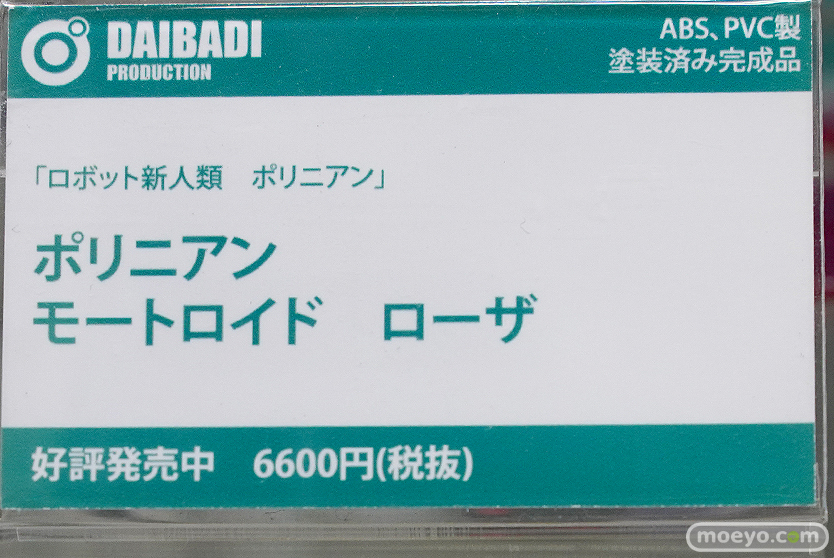 DAIBADI
PRODUCTION
ABS、PVC製
塗装済み完成品
「ロボット新人類　ポリニアン」
ポリニアン
モートロイド　ローザ
好評発売中　6600円(税抜)
moeyo.com